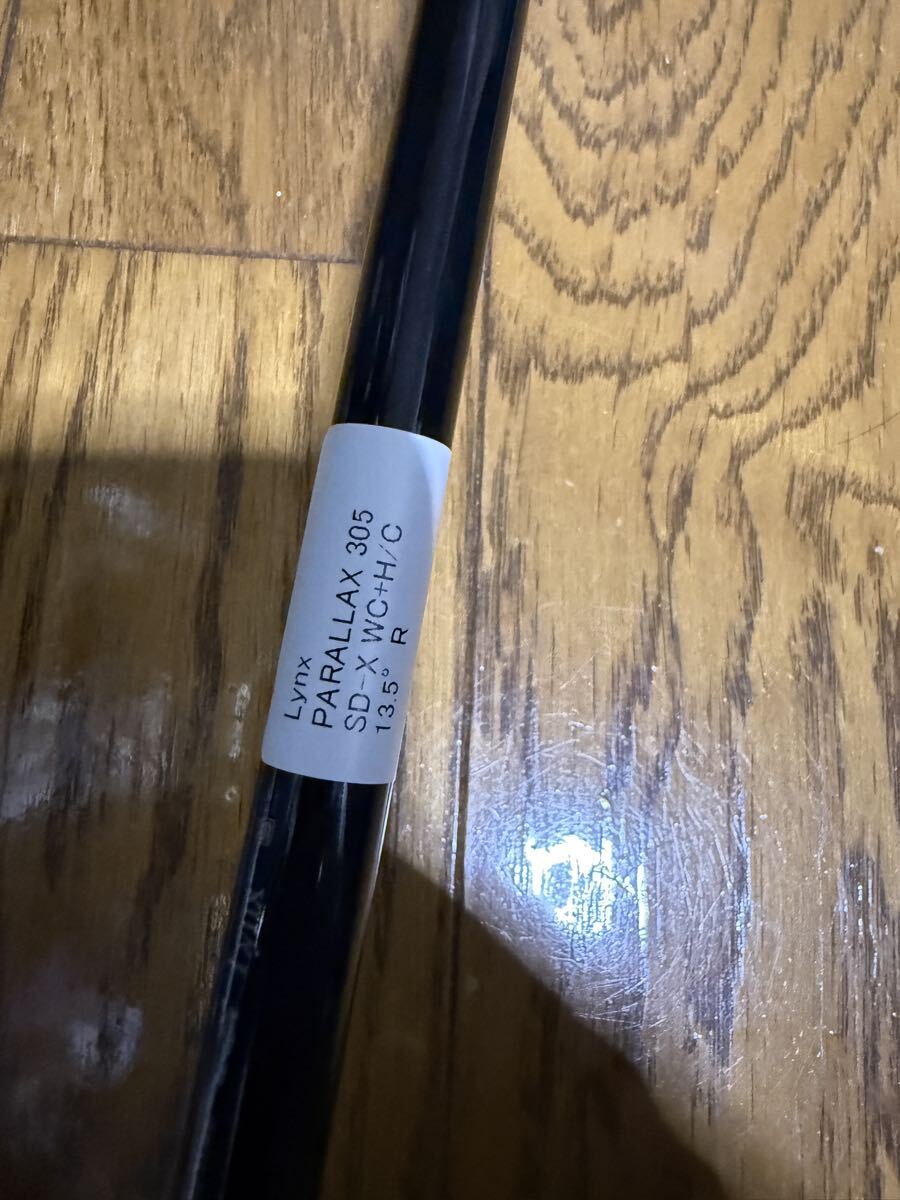 Lynx
PARALLAX 305
SD-X WC+H/C
13.5° R